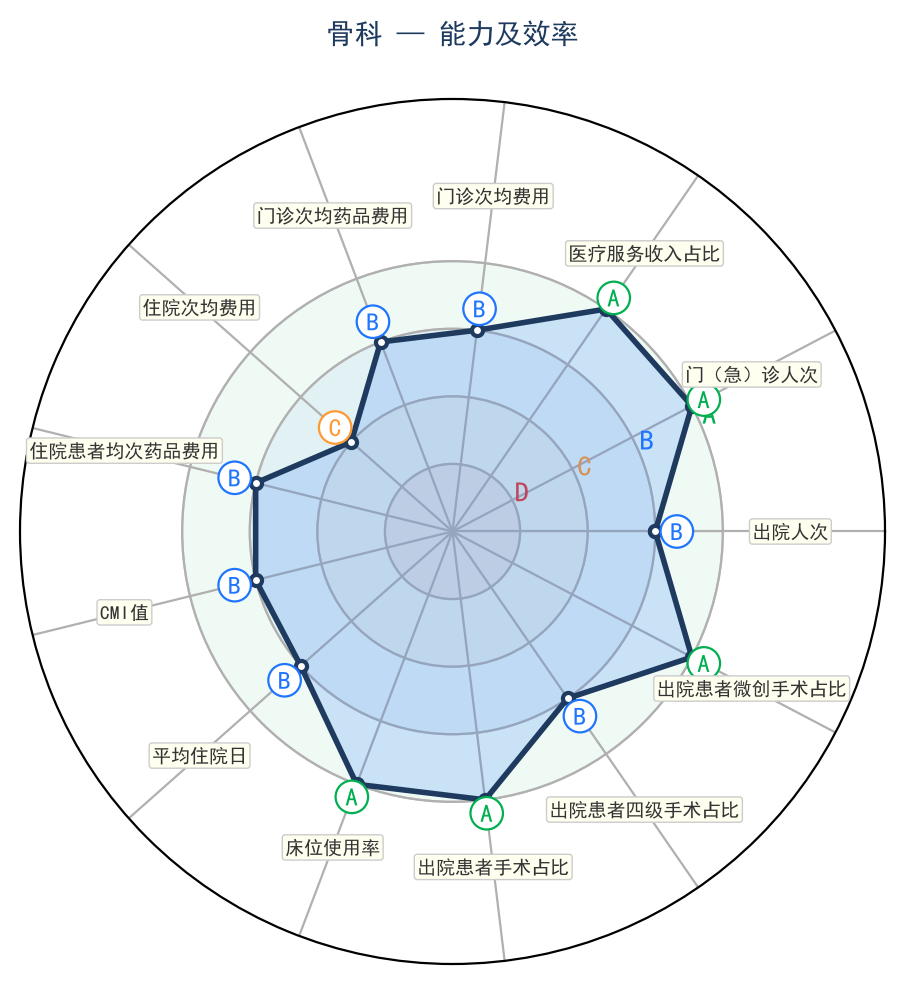 骨科 — 能力及效率
门诊次均费用
门诊次均药品费用
医疗服务收入占比
A
住院次均费用
B
B
门（急）诊人次
A
A
C
B
住院患者均次药品费用
C
B
D
出院人次
B
B
CMI值
A
B
出院患者微创手术占比
B
平均住院日
A
出院患者四级手术占比
A
床位使用率
出院患者手术占比